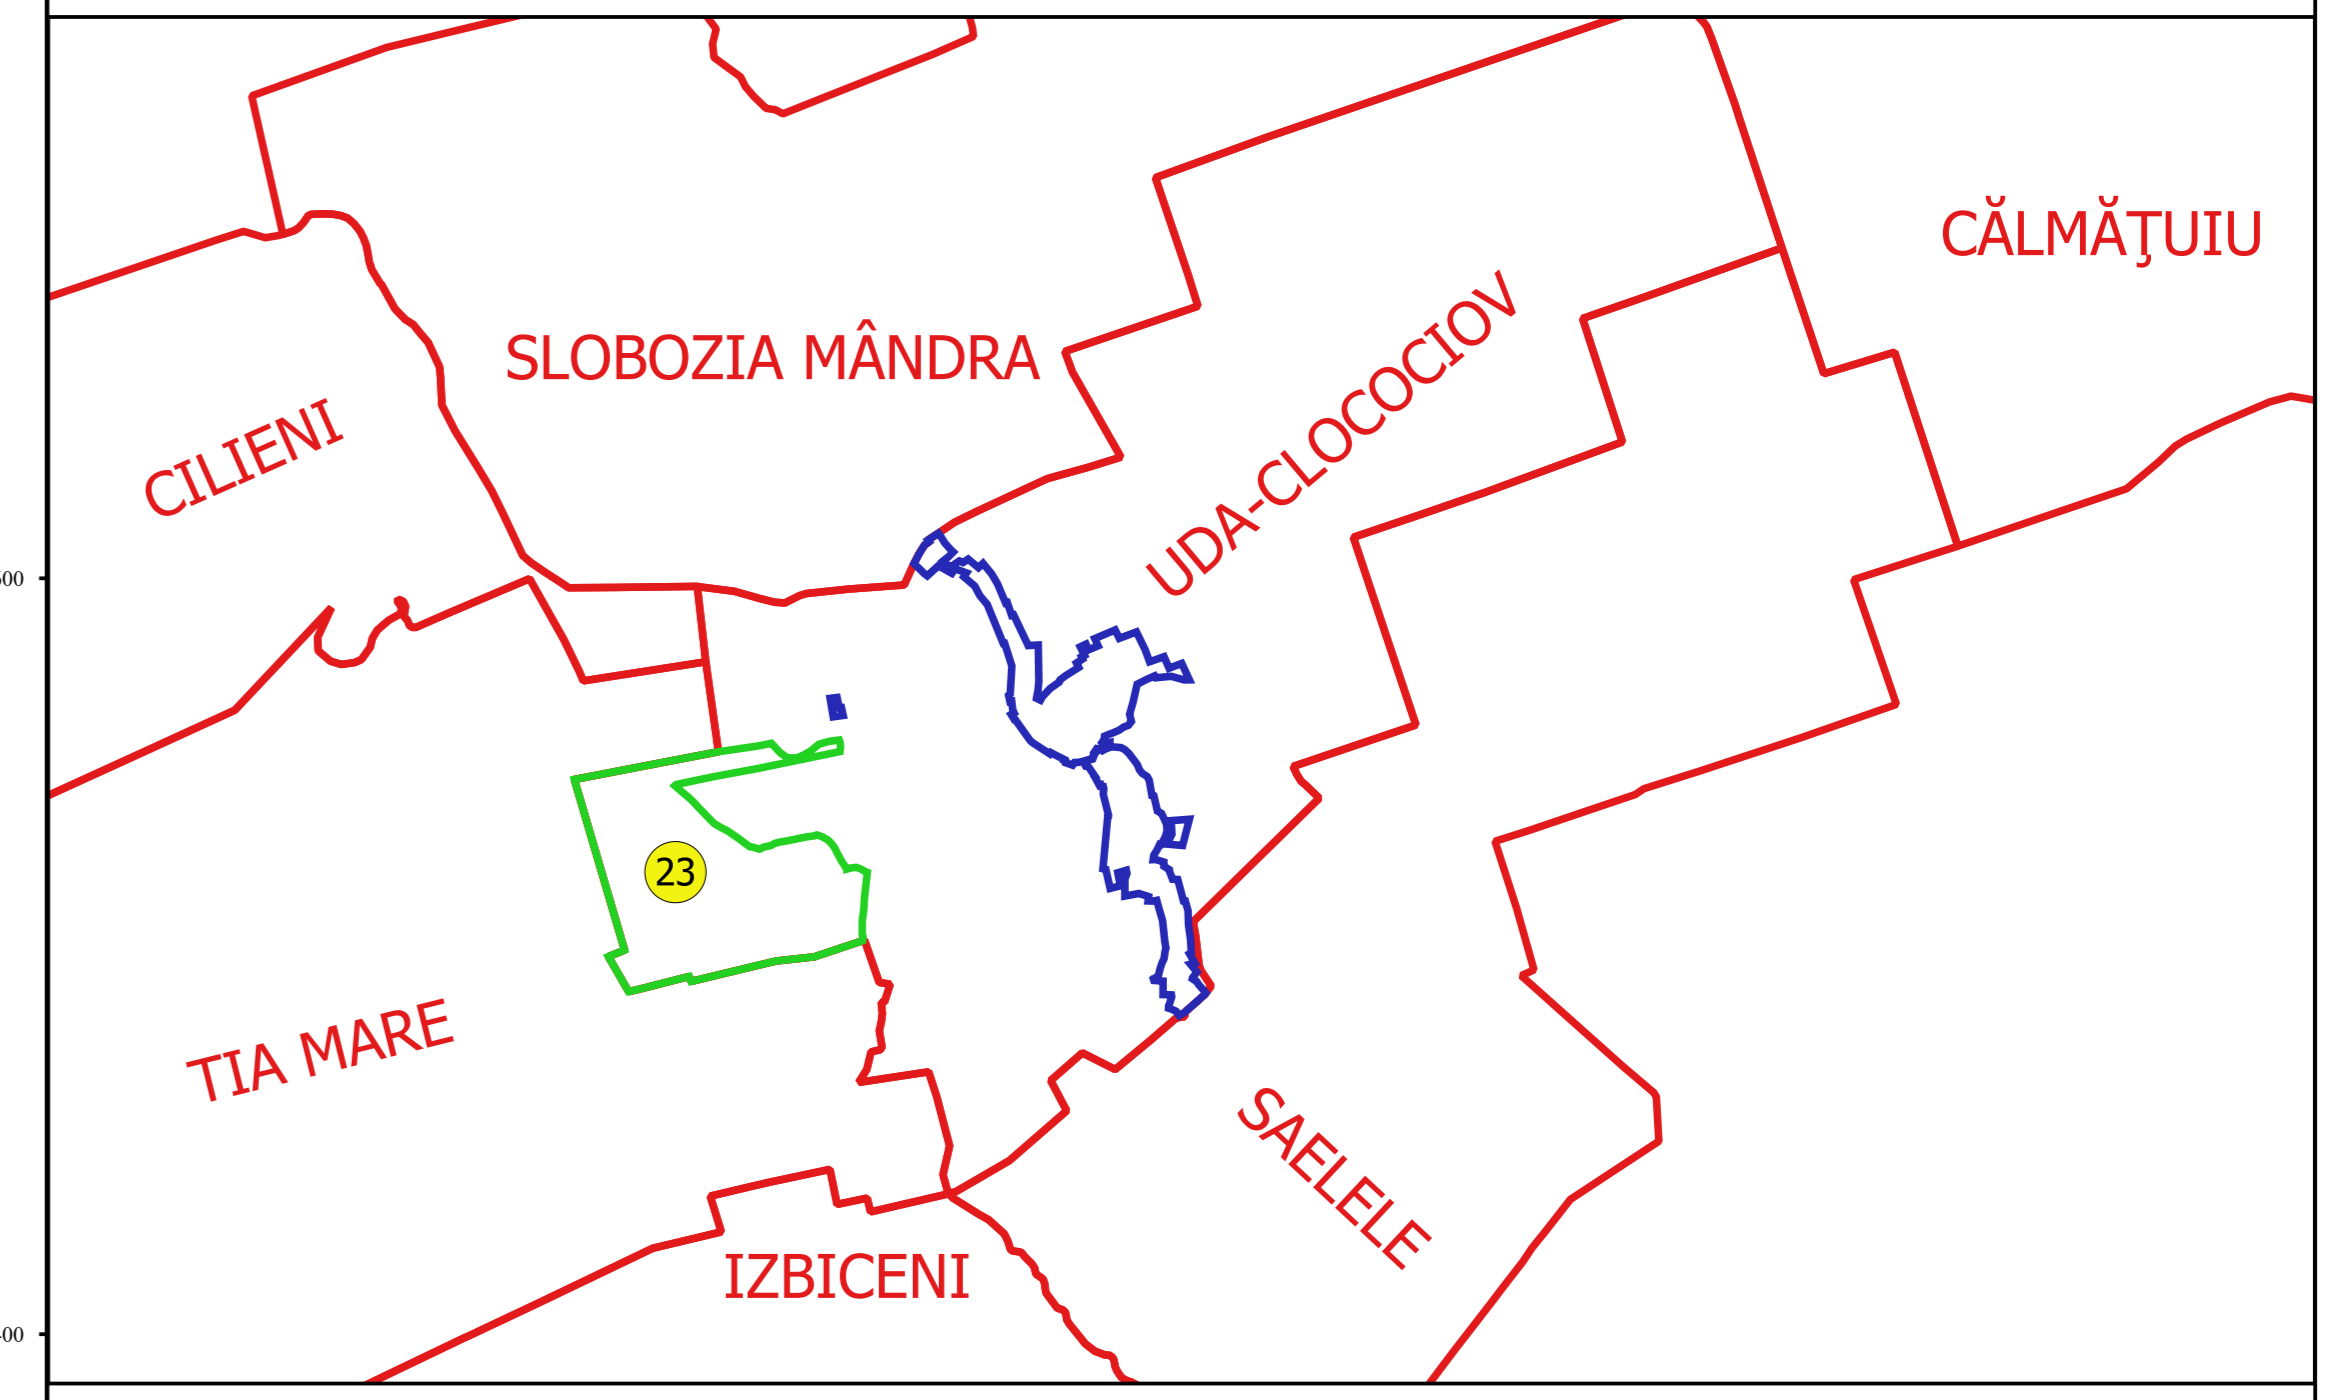 CĂLMĂŢUIU
SLOBOZIA MÂNDRA
UDA-CLOCOCIOV
CILIENI
23
TIA MARE
SAELELE
IZBICENI